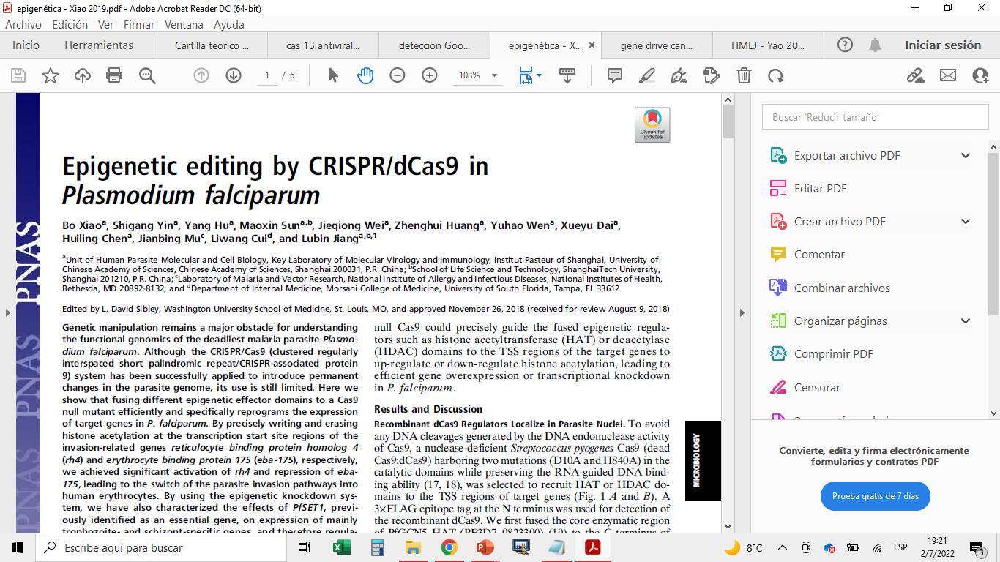 epigenética - Xiao 2019.pdf - Adobe Acrobat Reader DC (64-bit)
Archivo Edición Ver Firmar Ventana Ayuda
Inicio Herramientas Cartilla teorico ... cas 13 antiviral... deteccion Goo... epigenética - X... × gene drive can... HMEJ - Yao 20... Iniciar sesión
1 / 6 108%
Check for
updates
PNAS
PNAS
PNAS
Epigenetic editing by CRISPR/dCas9 in
Plasmodium falciparum
Bo Xiaoa, Shigang Yina, Yang Hua, Maoxin Suna,b, Jieqiong Weia, Zhenghui Huanga, Yuhao Wena, Xueyu Daia,
Huiling Chena, Jianbing Muc, Liwang Cuid, and Lubin Jianga,b,1
aUnit of Human Parasite Molecular and Cell Biology, Key Laboratory of Molecular Virology and Immunology, Institut Pasteur of Shanghai, University of
Chinese Academy of Sciences, Chinese Academy of Sciences, Shanghai 200031, P.R. China; bSchool of Life Science and Technology, ShanghaiTech University,
Shanghai 201210, P.R. China; cLaboratory of Malaria and Vector Research, National Institute of Allergy and Infectious Diseases, National Institutes of Health,
Bethesda, MD 20892-8132; and dDepartment of Internal Medicine, Morsani College of Medicine, University of South Florida, Tampa, FL 33612
Edited by L. David Sibley, Washington University School of Medicine, St. Louis, MO, and approved November 26, 2018 (received for review August 9, 2018)
Genetic manipulation remains a major obstacle for understanding
the functional genomics of the deadliest malaria parasite Plasmo-
dium falciparum. Although the CRISPR/Cas9 (clustered regularly
interspaced short palindromic repeat/CRISPR-associated protein
9) system has been successfully applied to introduce permanent
changes in the parasite genome, its use is still limited. Here we
show that fusing different epigenetic effector domains to a Cas9
null mutant efficiently and specifically reprograms the expression
of target genes in P. falciparum. By precisely writing and erasing
histone acetylation at the transcription start site regions of the
invasion-related genes reticulocyte binding protein homolog 4
(rh4) and erythrocyte binding protein 175 (eba-175), respectively,
we achieved significant activation of rh4 and repression of eba-
175, leading to the switch of the parasite invasion pathways into
human erythrocytes. By using the epigenetic knockdown sys-
tem, we have also characterized the effects of PfSET1, previ-
ously identified as an essential gene, on expression of mainly
trophozoite- and schizont-specific genes, and therefore regula-
null Cas9 could precisely guide the fused epigenetic regula-
tors such as histone acetyltransferase (HAT) or deacetylase
(HDAC) domains to the TSS regions of the target genes to
up-regulate or down-regulate histone acetylation, leading to
efficient gene overexpression or transcriptional knockdown
in P. falciparum.
Results and Discussion
Recombinant dCas9 Regulators Localize in Parasite Nuclei. To avoid
any DNA cleavages generated by the DNA endonuclease activity
of Cas9, a nuclease-deficient Streptococcus pyogenes Cas9 (dead
Cas9:dCas9) harboring two mutations (D10A and H840A) in the
catalytic domains while preserving the RNA-guided DNA bind-
ing ability (17, 18), was selected to recruit HAT or HDAC do-
mains to the TSS regions of target genes (Fig. 1 A and B). A
3×FLAG epitope tag at the N terminus was used for detection of
the recombinant dCas9. We first fused the core enzymatic region
of PfGCN5 HAT (PF3D7_0823300) (19) to the C terminus of
MICROBIOLOGY
Buscar 'Reducir tamaño'
Exportar archivo PDF
Editar PDF
Crear archivo PDF
Comentar
Combinar archivos
Organizar páginas
Comprimir PDF
Censurar
Convierte, edita y firma electrónicamente
formularios y contratos PDF
Prueba gratis de 7 días
Escribe aquí para buscar
8°C ESP 19:21
2/7/2022 3